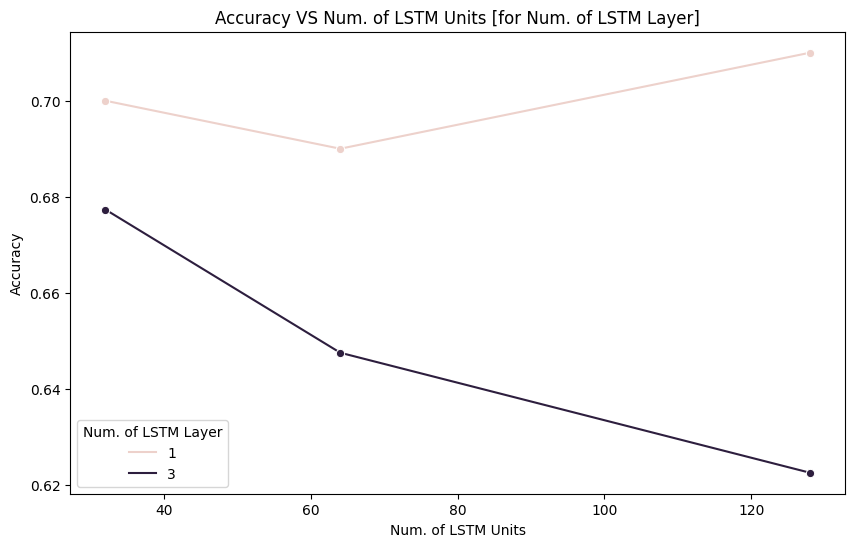 Accuracy VS Num. of LSTM Units [for Num. of LSTM Layer]
0.70
0.68
0.66
0.64
0.62
Accuracy
Num. of LSTM Layer
1
3
40 60 80 100 120
Num. of LSTM Units